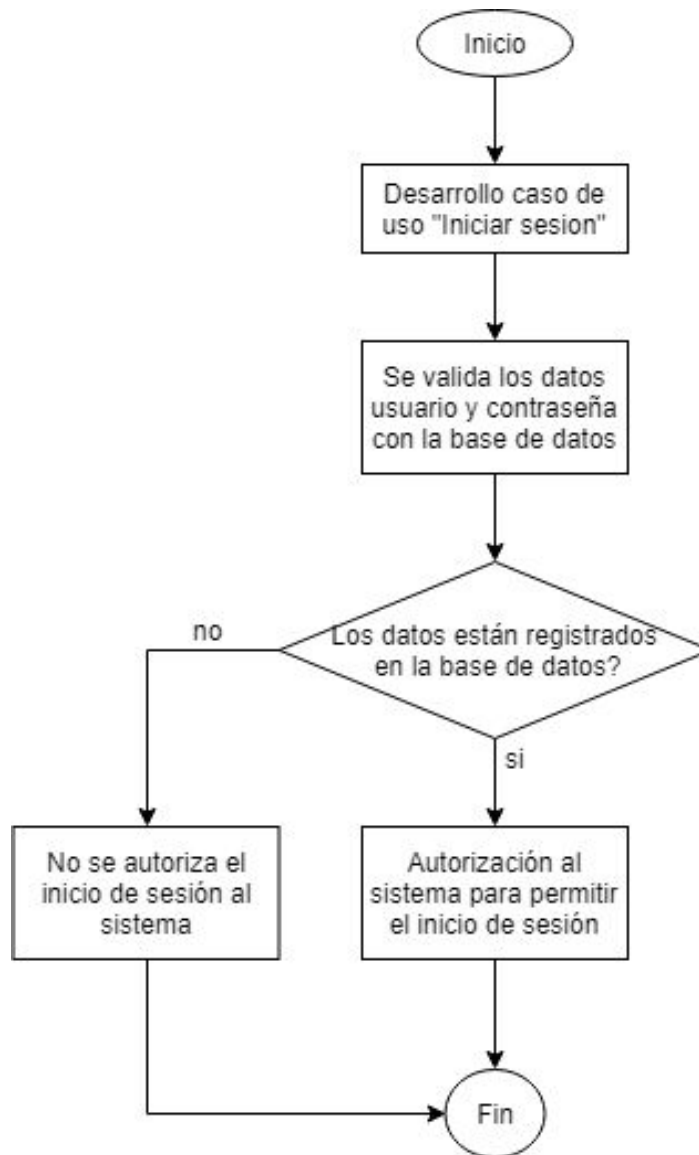 Inicio
Desarrollo caso de
uso "Iniciar sesion"
Se valida los datos
usuario y contraseña
con la base de datos
Los datos están registrados
en la base de datos?
no
si
No se autoriza el
inicio de sesión al
sistema
Autorización al
sistema para permitir
el inicio de sesión
Fin